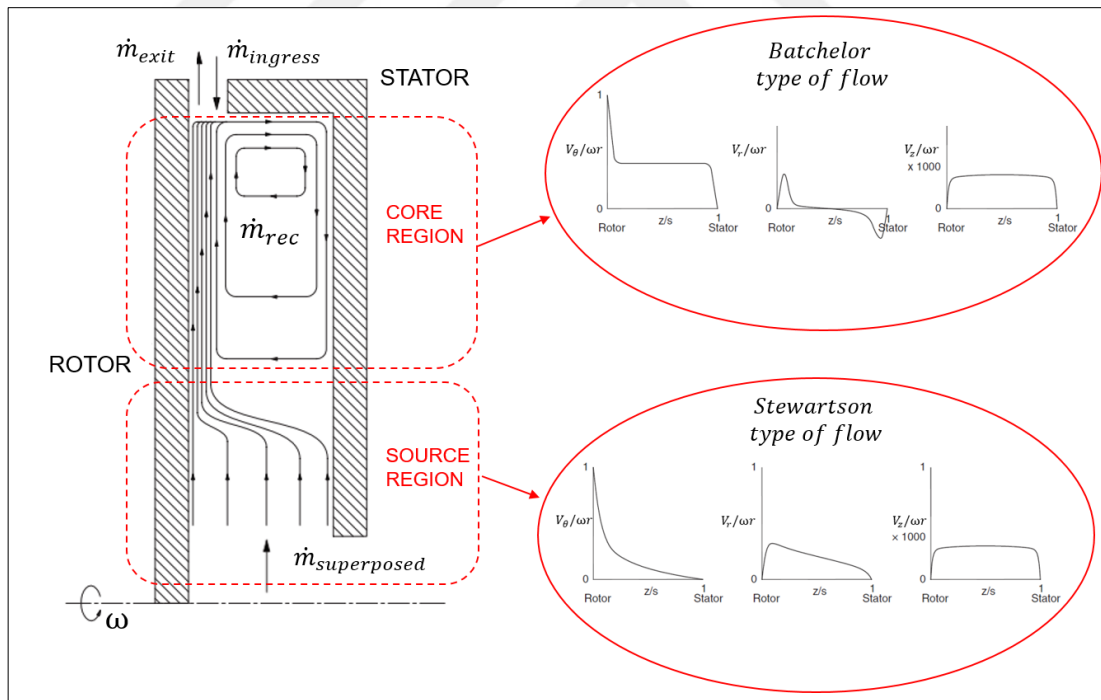 ṁ_exit
ṁ_ingress
STATOR
CORE
REGION
ṁ_rec
ROTOR
SOURCE
REGION
ṁ_superposed
ω
Batchelor
type of flow
1
V_θ/ωr
0
z/s
1
Rotor
Stator
1
V_r/ωr
0
z/s
1
Rotor
Stator
1
V_z/ωr
x 1000
0
z/s
1
Rotor
Stator
Stewartson
type of flow
1
V_θ/ωr
0
z/s
1
Rotor
Stator
1
V_r/ωr
0
z/s
1
Rotor
Stator
1
V_z/ωr
x 1000
0
z/s
1
Rotor
Stator